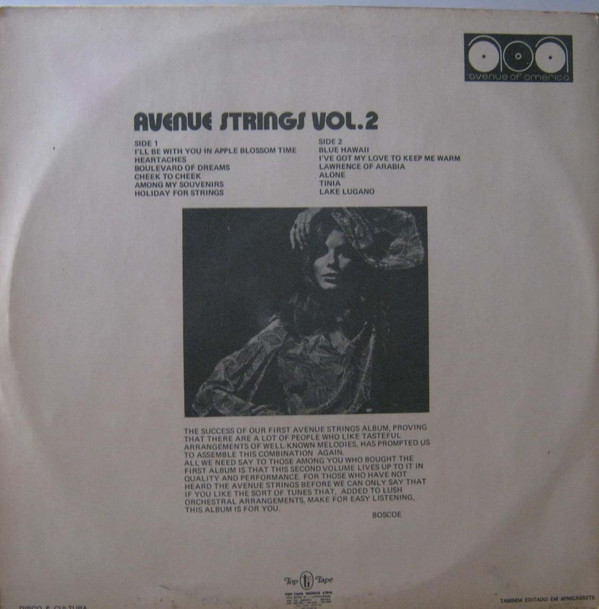 avenue of america
AVENUE STRINGS VOL.2
SIDE 1
I'LL BE WITH YOU IN APPLE BLOSSOM TIME
HEARTACHES
BOULEVARD OF DREAMS
CHEEK TO CHEEK
AMONG MY SOUVENIRS
HOLIDAY FOR STRINGS
SIDE 2
BLUE HAWAII
I'VE GOT MY LOVE TO KEEP ME WARM
LAWRENCE OF ARABIA
ALONE
TINIA
LAKE LUGANO
THE SUCCESS OF OUR FIRST AVENUE STRINGS ALBUM, PROVING
THAT THERE ARE A LOT OF PEOPLE WHO LIKE TASTEFUL
ARRANGEMENTS OF WELL-KNOWN MELODIES, HAS PROMPTED US
TO ASSEMBLE THIS COMBINATION AGAIN.
ALL WE NEED SAY TO THOSE AMONG YOU WHO BOUGHT THE
FIRST ALBUM IS THAT THIS SECOND VOLUME LIVES UP TO IT IN
QUALITY AND PERFORMANCE. FOR THOSE WHO HAVE NOT
HEARD THE AVENUE STRINGS BEFORE WE CAN ONLY SAY THAT
IF YOU LIKE THE SORT OF TUNES THAT, ADDED TO LUSH
ORCHESTRAL ARRANGEMENTS, MAKE FOR EASY LISTENING,
THIS ALBUM IS FOR YOU.
BOSCOE
Top Tape
DISCO É CULTURA
TAMBEM EDITADO EM MINICASSETE